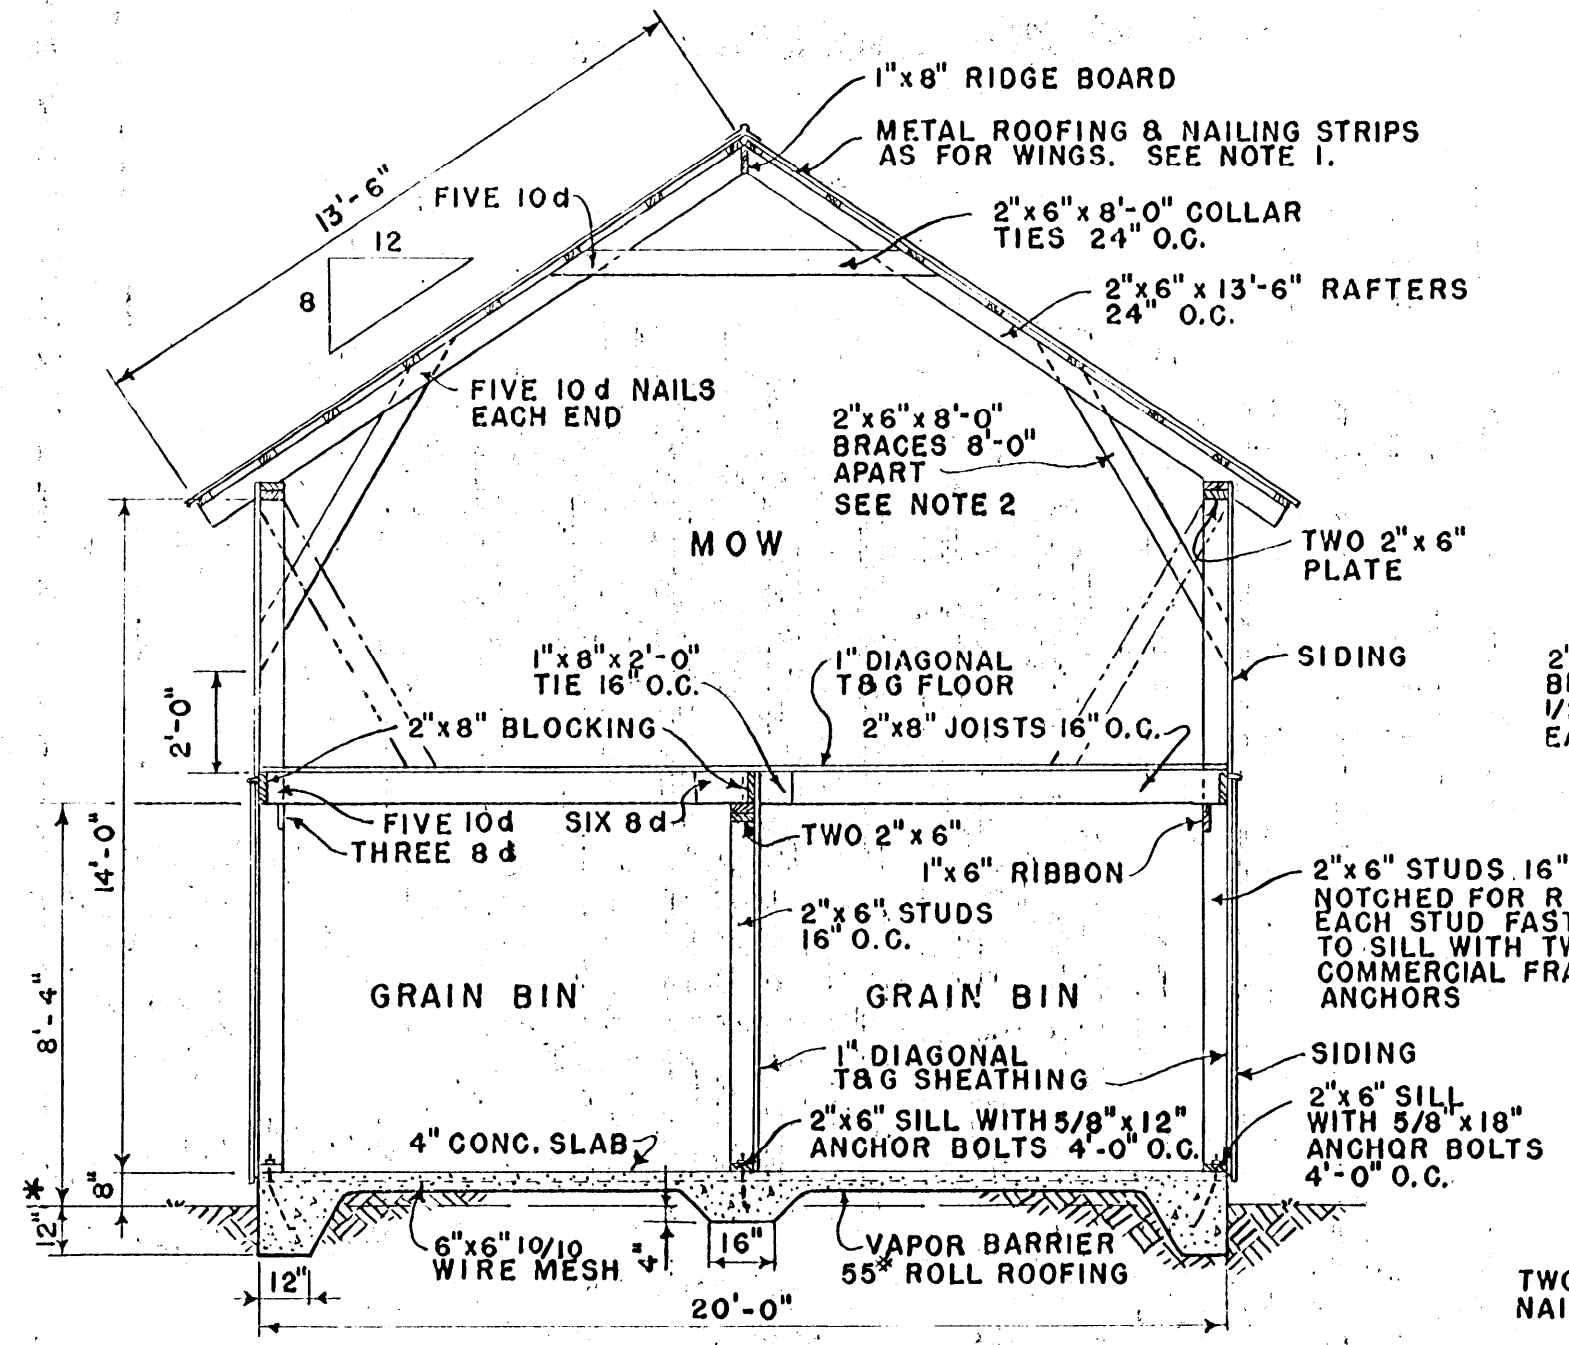 1"x8" RIDGE BOARD
METAL ROOFING & NAILING STRIPS
AS FOR WINGS. SEE NOTE 1.
13'-6"
FIVE 10d
12
8
2"x6"x8'-0" COLLAR
TIES 24" O.C.
2"x6"x13'-6" RAFTERS
24" O.C.
FIVE 10d NAILS
EACH END
2"x6"x8'-0"
BRACES 8'-0"
APART
SEE NOTE 2
MOW
TWO 2"x6"
PLATE
1"x8"x2'-0"
TIE 16" O.C.
1" DIAGONAL
T&G FLOOR
SIDING
2'-0"
2"x8" BLOCKING
2"x8" JOISTS 16" O.C.
14'-0"
FIVE 10d
THREE 8d
SIX 8d
TWO 2"x6"
1"x6" RIBBON
2"x6" STUDS 16"
NOTCHED FOR R
EACH STUD FAST
TO SILL WITH TW
COMMERCIAL FRA
ANCHORS
2"x6" STUDS
16" O.C.
8'-4"
GRAIN BIN
GRAIN BIN
1" DIAGONAL
T&G SHEATHING
SIDING
4" CONC. SLAB
2"x6" SILL WITH 5/8"x12"
ANCHOR BOLTS 4'-0" O.C.
2"x6" SILL
WITH 5/8"x18"
ANCHOR BOLTS
4'-0" O.C.
8"
*
12"
6"x6" 10/10
WIRE MESH
4"
16"
VAPOR BARRIER
55# ROLL ROOFING
12"
20'-0"
2'
1/
EA
TWO
NAI